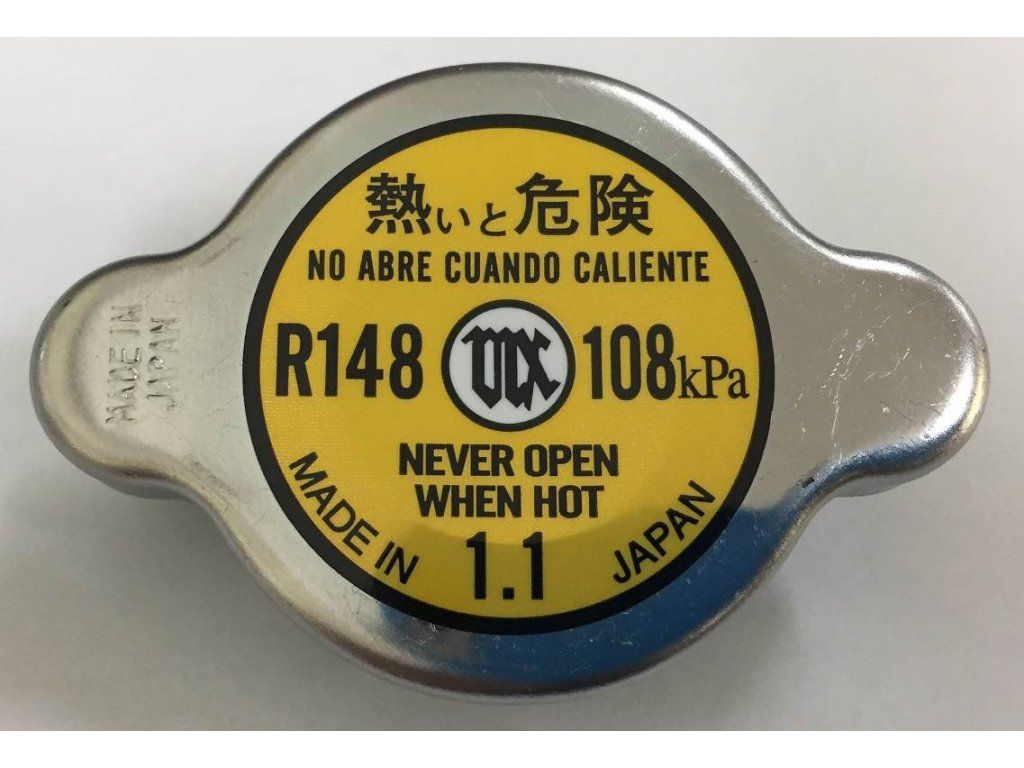 熱いと危険
NO ABRE CUANDO CALIENTE
R148
108kPa
NEVER OPEN
WHEN HOT
MADE IN
1.1
JAPAN
MADE IN
JAPAN